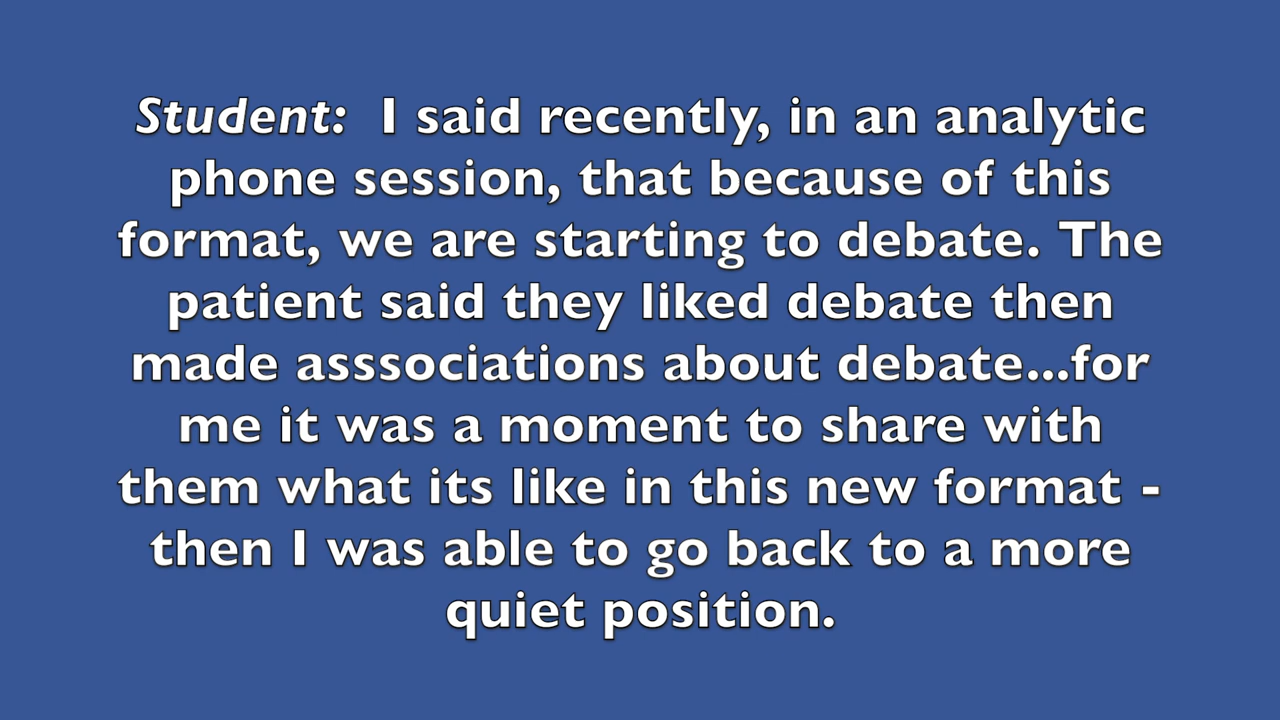 Student:  I said recently, in an analytic
phone session, that because of this
format, we are starting to debate. The
patient said they liked debate then
made asssociations about debate...for
me it was a moment to share with
them what its like in this new format -
then I was able to go back to a more
quiet position.